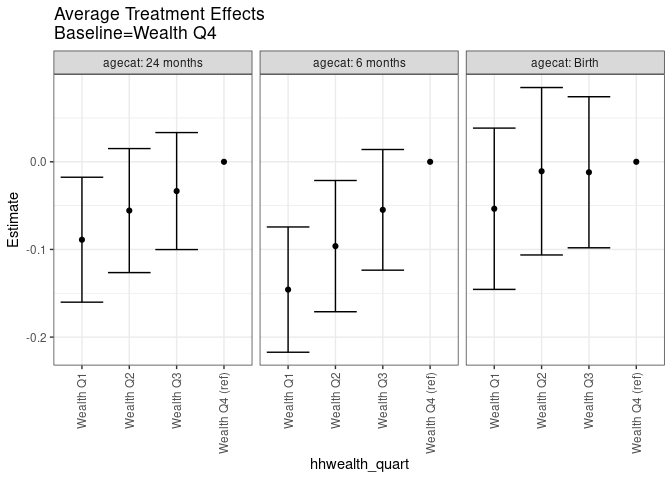 Average Treatment Effects
Baseline=Wealth Q4
agecat: 24 months
agecat: 6 months
agecat: Birth
Estimate
0.0
-0.1
-0.2
Wealth Q1
Wealth Q2
Wealth Q3
Wealth Q4 (ref)
Wealth Q1
Wealth Q2
Wealth Q3
Wealth Q4 (ref)
Wealth Q1
Wealth Q2
Wealth Q3
Wealth Q4 (ref)
hhwealth_quart